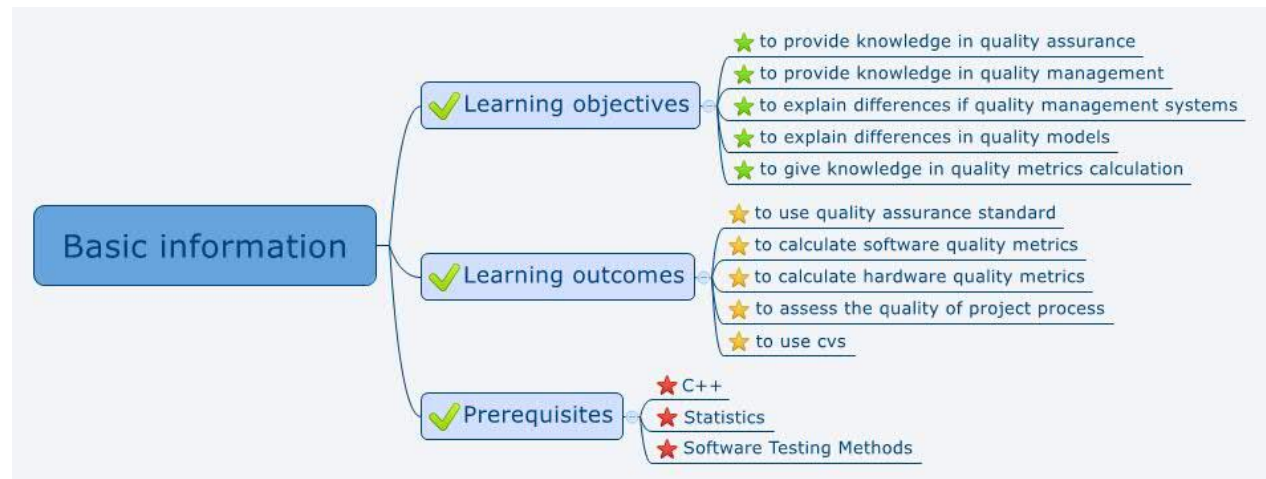 Basic information
Learning objectives
to provide knowledge in quality assurance
to provide knowledge in quality management
to explain differences if quality management systems
to explain differences in quality models
to give knowledge in quality metrics calculation
Learning outcomes
to use quality assurance standard
to calculate software quality metrics
to calculate hardware quality metrics
to assess the quality of project process
to use cvs
Prerequisites
C++
Statistics
Software Testing Methods